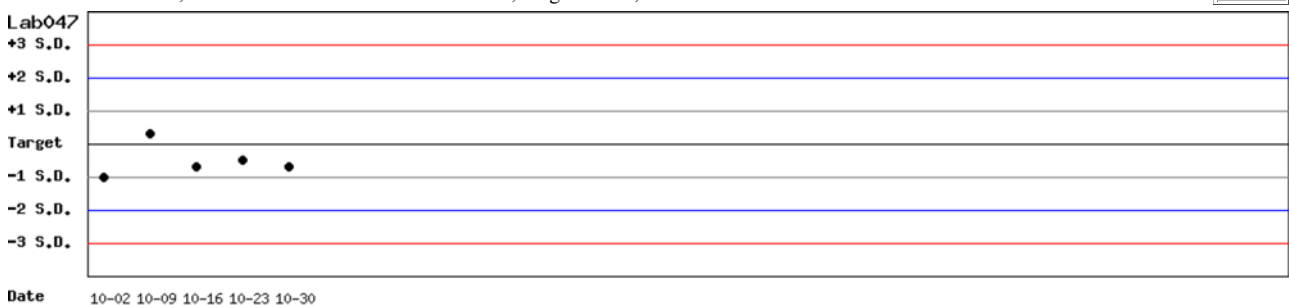 Lab047
+3 S.D.
+2 S.D.
+1 S.D.
Target
-1 S.D.
-2 S.D.
-3 S.D.
Date 10-02 10-09 10-16 10-23 10-30